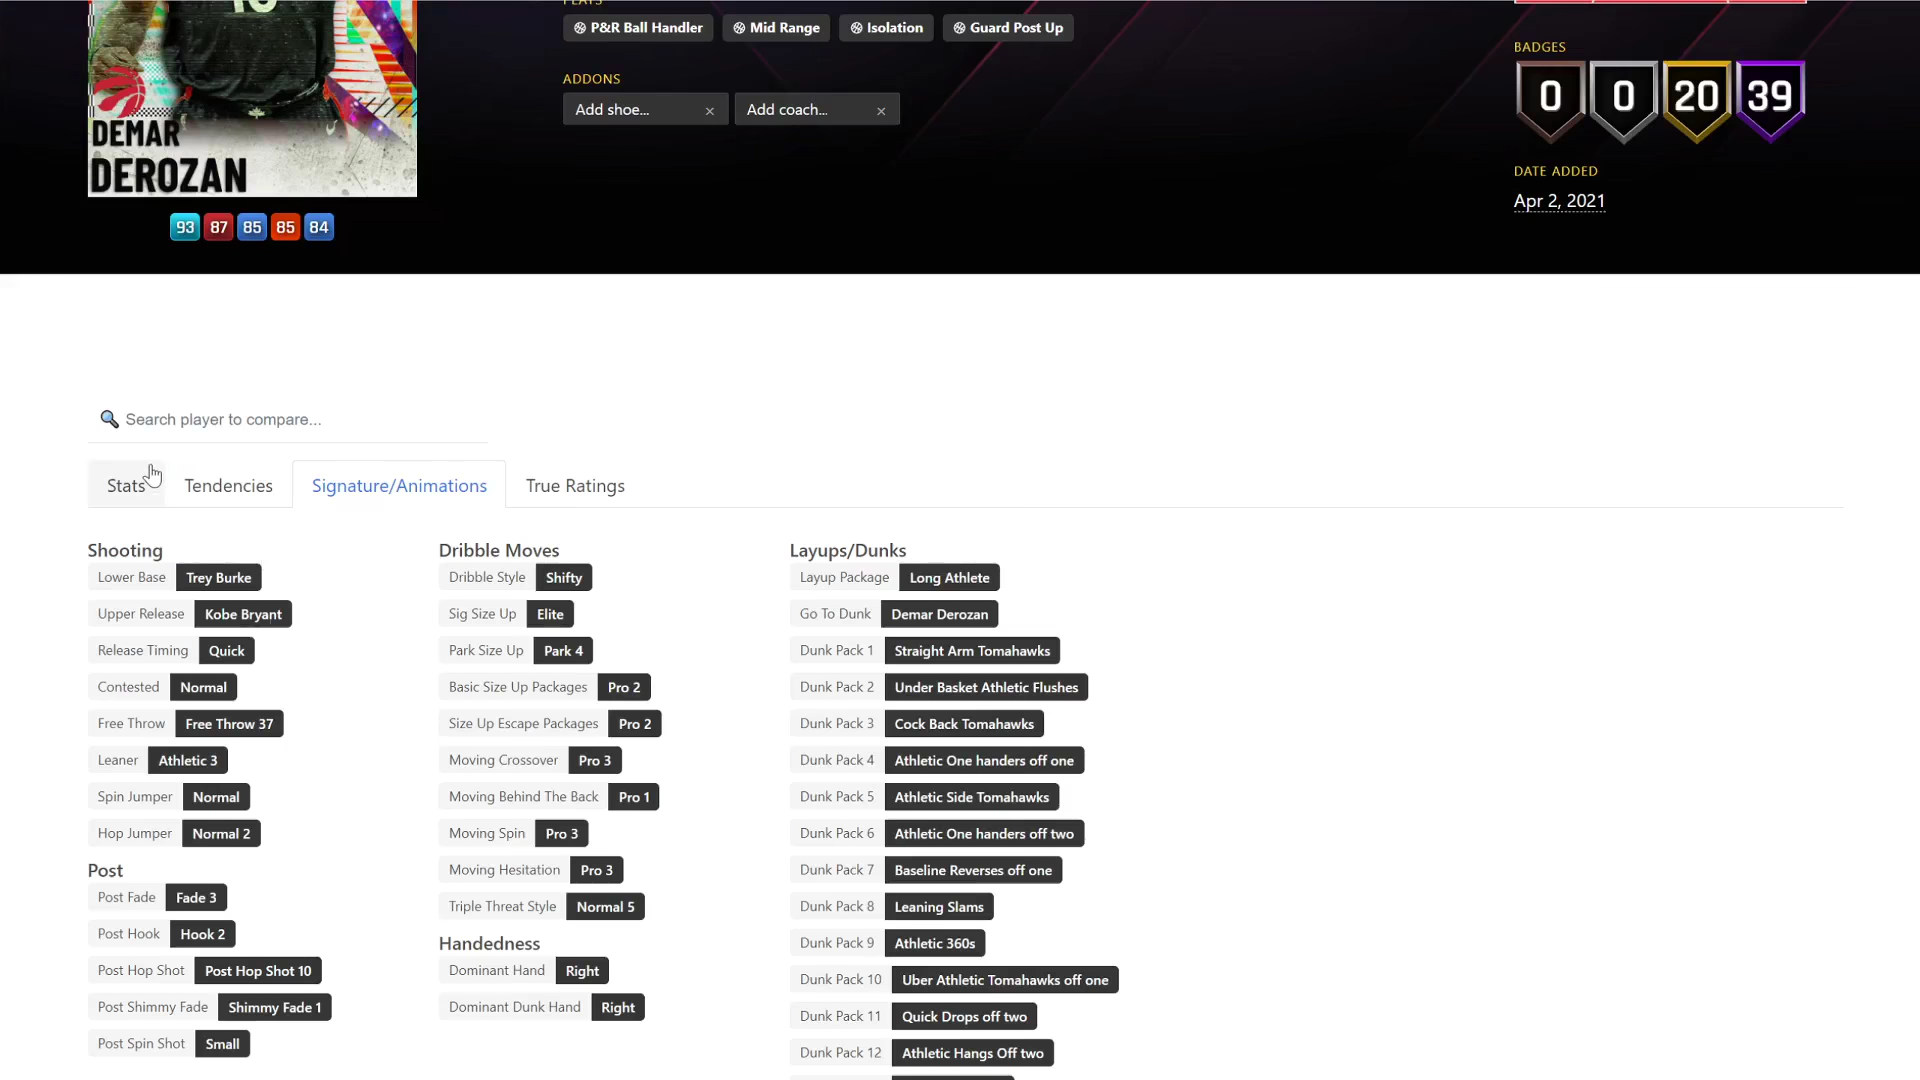 P&R Ball Handler Mid Range Isolation Guard Post Up
ADDONS
Add shoe... × Add coach... ×
DEMAR
DEROZAN
93 87 85 85 84
BADGES
0 0 20 39
DATE ADDED
Apr 2, 2021
Search player to compare...
Stats Tendencies Signature/Animations True Ratings
Shooting
Lower Base Trey Burke
Upper Release Kobe Bryant
Release Timing Quick
Contested Normal
Free Throw Free Throw 37
Leaner Athletic 3
Spin Jumper Normal
Hop Jumper Normal 2
Post
Post Fade Fade 3
Post Hook Hook 2
Post Hop Shot Post Hop Shot 10
Post Shimmy Fade Shimmy Fade 1
Post Spin Shot Small
Dribble Moves
Dribble Style Shifty
Sig Size Up Elite
Park Size Up Park 4
Basic Size Up Packages Pro 2
Size Up Escape Packages Pro 2
Moving Crossover Pro 3
Moving Behind The Back Pro 1
Moving Spin Pro 3
Moving Hesitation Pro 3
Triple Threat Style Normal 5
Handedness
Dominant Hand Right
Dominant Dunk Hand Right
Layups/Dunks
Layup Package Long Athlete
Go To Dunk Demar Derozan
Dunk Pack 1 Straight Arm Tomahawks
Dunk Pack 2 Under Basket Athletic Flushes
Dunk Pack 3 Cock Back Tomahawks
Dunk Pack 4 Athletic One handers off one
Dunk Pack 5 Athletic Side Tomahawks
Dunk Pack 6 Athletic One handers off two
Dunk Pack 7 Baseline Reverses off one
Dunk Pack 8 Leaning Slams
Dunk Pack 9 Athletic 360s
Dunk Pack 10 Uber Athletic Tomahawks off one
Dunk Pack 11 Quick Drops off two
Dunk Pack 12 Athletic Hangs Off two